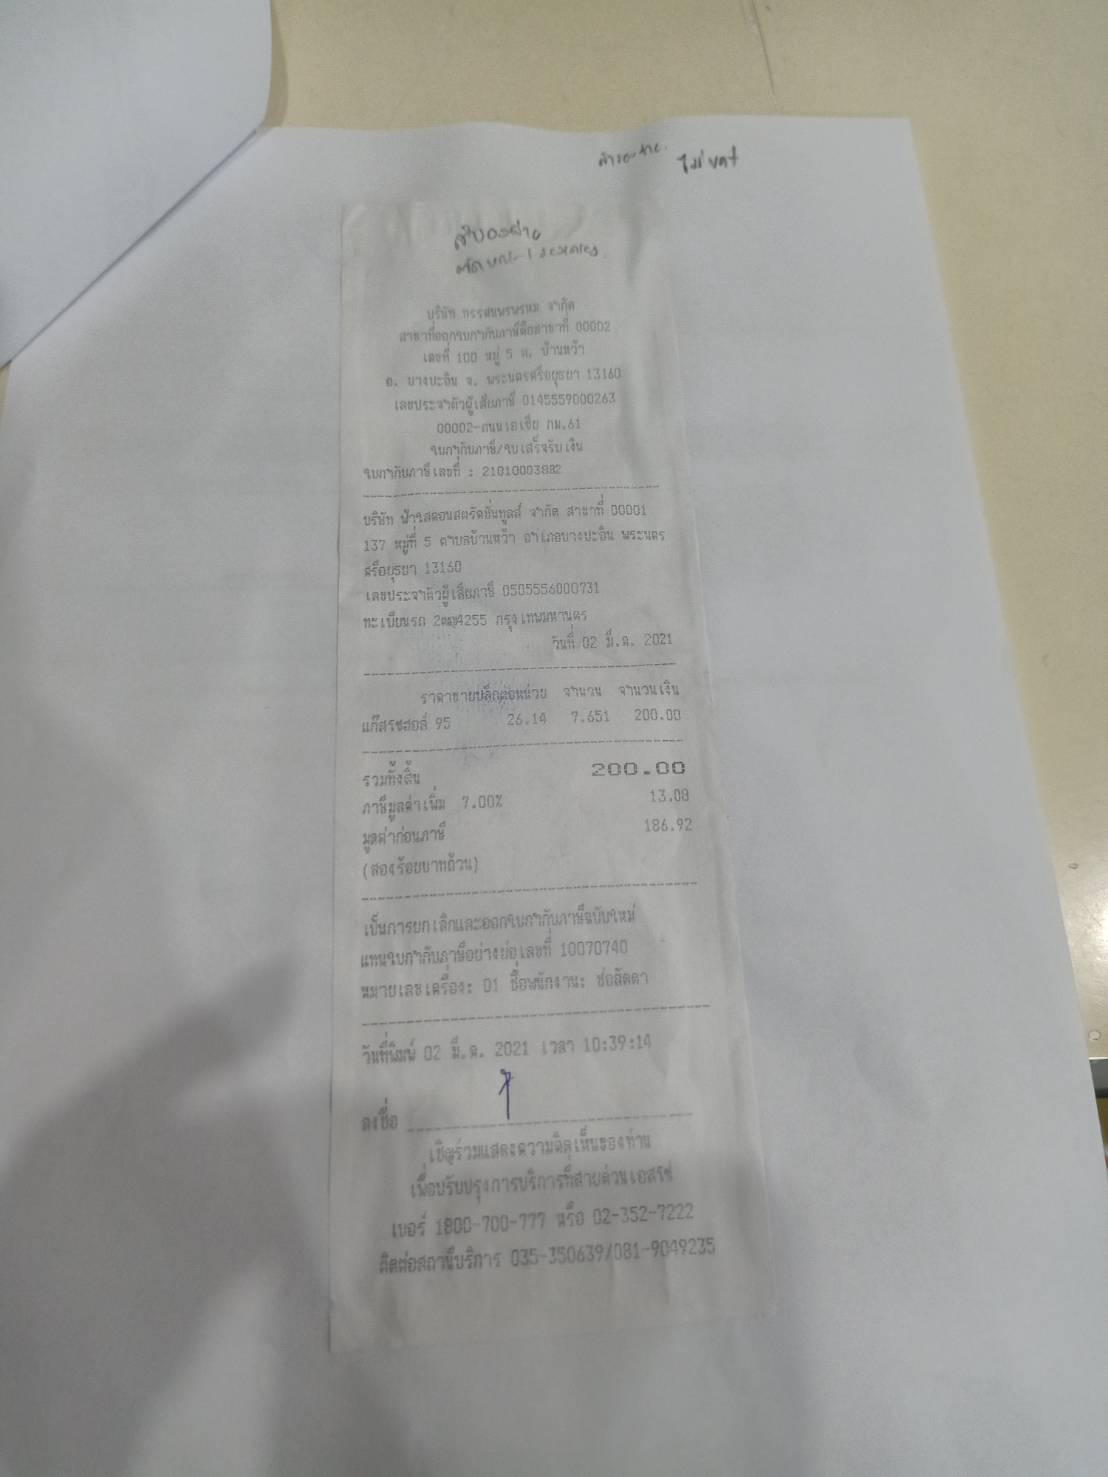 ไม่ vat
สำรองจ่าย
บริษัท ทรรศนพรพรหม จำกัด
สาขาที่ออกใบกำกับภาษีคือสาขาที่ 00002
เลขที่ 100 หมู่ 5 ต. บ้านหว้า
อ. บางปะอิน จ. พระนครศรีอยุธยา 13160
เลขประจำตัวผู้เสียภาษี 0145559000263
00002-ถนนเอเซีย กม.61
ใบกำกับภาษี/ใบเสร็จรับเงิน
ใบกำกับภาษีเลขที่ : 21010003882
บริษัท ฟ้าใสคอนสตรัคชั่นทูลส์ จำกัด สาขาที่ 00001
137 หมู่ที่ 5 ตำบลบ้านหว้า อำเภอบางปะอิน พระนคร
ศรีอยุธยา 13160
เลขประจำตัวผู้เสียภาษี 0505556000731
ทะเบียนรถ 4255 กรุงเทพมหานคร
วันที่ 02 มี.ค. 2021
ราคาขายปลีกต่อหน่วย จำนวน จำนวนเงิน
แก๊สโซฮอล์ 95 26.14 7.651 200.00
รวมทั้งสิ้น 200.00
ภาษีมูลค่าเพิ่ม 7.00% 13.08
มูลค่าก่อนภาษี 186.92
(สองร้อยบาทถ้วน)
เป็นการยกเลิกและออกใบกำกับภาษีฉบับใหม่
แทนใบกำกับภาษีอย่างย่อเลขที่ 10070740
หมายเลขเครื่อง: 01 ชื่อพนักงาน: ช่อลัดดา
วันที่พิมพ์ 02 มี.ค. 2021 เวลา 10:39:14
ลงชื่อ
เชิญร่วมแสดงความคิดเห็นของท่าน
เพื่อปรับปรุงการบริการที่สายด่วนเอสโซ่
เบอร์ 1800-700-777 หรือ 02-352-7222
ติดต่อสถานีบริการ 035-350639/081-9049235